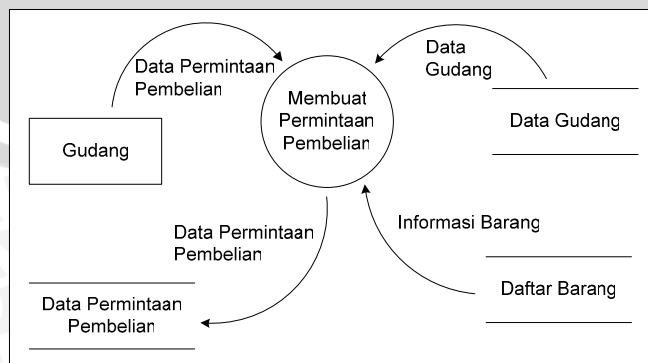 Data Permintaan
Pembelian
Data
Gudang
Membuat
Permintaan
Pembelian
Gudang
Data Gudang
Data Permintaan
Pembelian
Informasi Barang
Data Permintaan
Pembelian
Daftar Barang